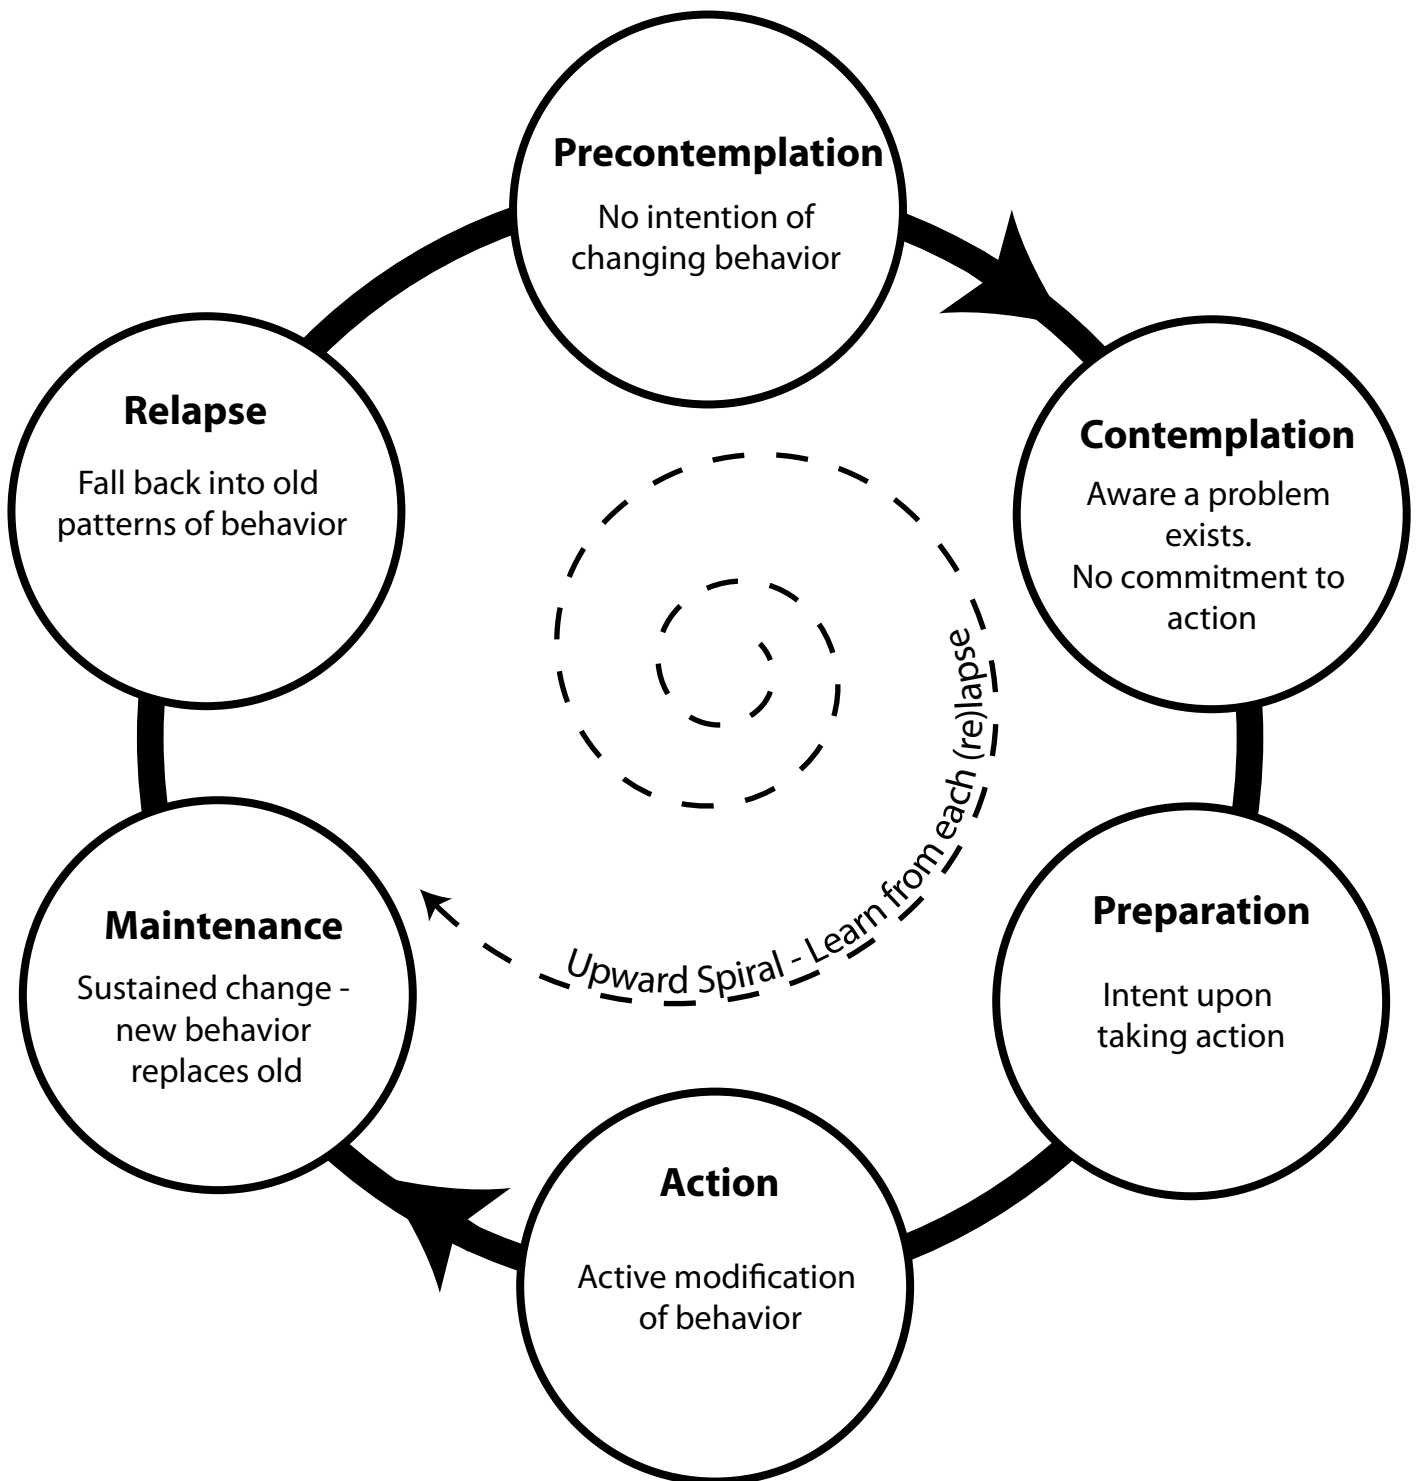 Precontemplation
No intention of
changing behavior
Contemplation
Aware a problem
exists.
No commitment to
action
Preparation
Intent upon
taking action
Action
Active modification
of behavior
Maintenance
Sustained change -
new behavior
replaces old
Relapse
Fall back into old
patterns of behavior
Upward Spiral - Learn from each (re)lapse